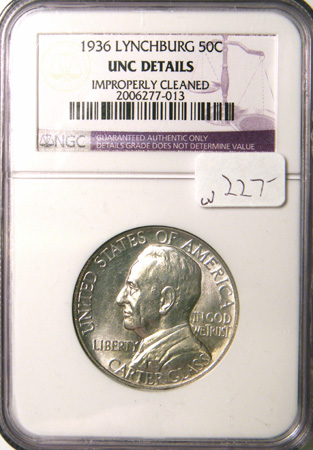 1936 LYNCHBURG 50C
UNC DETAILS
IMPROPERLY CLEANED
2006277-013
NGC
GUARANTEED AUTHENTIC ONLY
DETAILS GRADE DOES NOT DETERMINE VALUE
w 227-
UNITED STATES OF AMERICA
IN GOD
WE TRUST
LIBERTY
CARTER GLASS